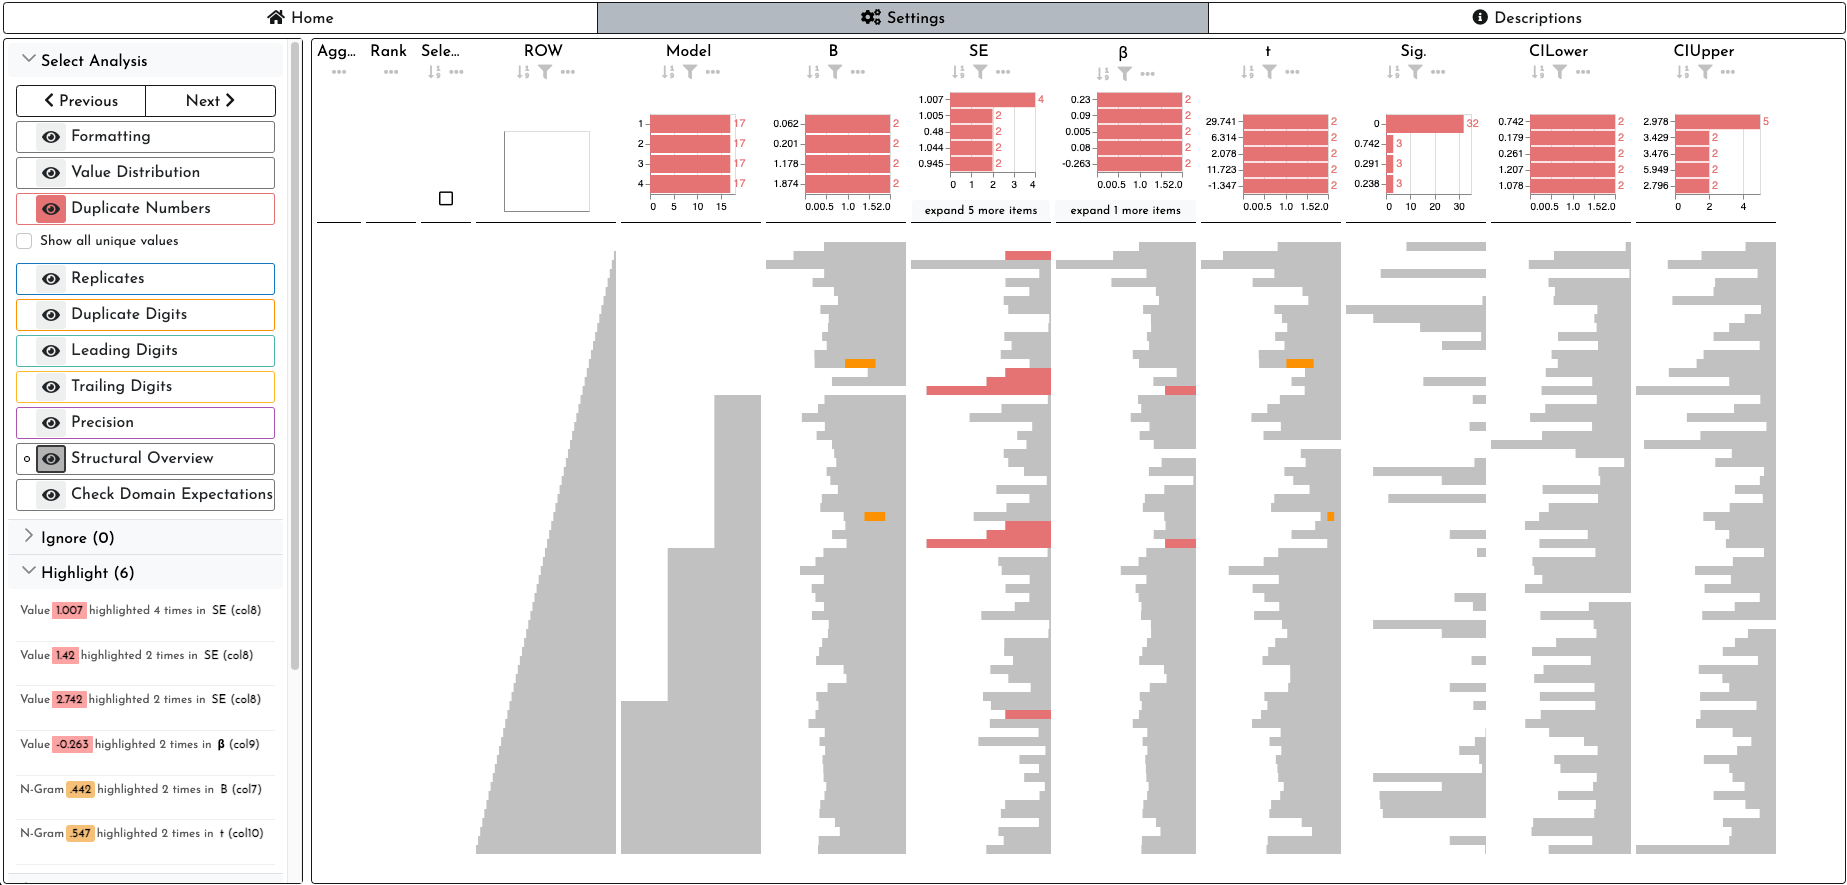 Home
Settings
Descriptions
Select Analysis
Previous
Next
Formatting
Value Distribution
Duplicate Numbers
Show all unique values
Replicates
Duplicate Digits
Leading Digits
Trailing Digits
Precision
Structural Overview
Check Domain Expectations
Ignore (0)
Highlight (6)
Value 1.007 highlighted 4 times in SE (col8)
Value 1.42 highlighted 2 times in SE (col8)
Value 2.742 highlighted 2 times in SE (col8)
Value -0.263 highlighted 2 times in β (col9)
N-Gram .442 highlighted 2 times in B (col7)
N-Gram .547 highlighted 2 times in t (col10)
Agg...
Rank
Sele...
ROW
Model
1 17
2 17
3 17
4 17
0 5 10 15
B
0.062 2
0.201 2
1.178 2
1.874 2
0.00.5 1.0 1.52.0
SE
1.007 4
1.005 2
0.48 2
1.044 2
0.945 2
0 1 2 3 4
expand 5 more items
β
0.23 2
0.09 2
0.005 2
0.08 2
-0.263 2
0.00.5 1.0 1.52.0
expand 1 more items
t
29.741 2
6.314 2
2.078 2
11.723 2
-1.347 2
0.00.5 1.0 1.52.0
Sig.
0 32
0.742 3
0.291 3
0.238 3
0 10 20 30
CILower
0.742 2
0.179 2
0.261 2
1.207 2
1.078 2
0.00.5 1.0 1.52.0
CIUpper
2.978 5
3.429 2
3.476 2
5.949 2
2.796 2
0 2 4